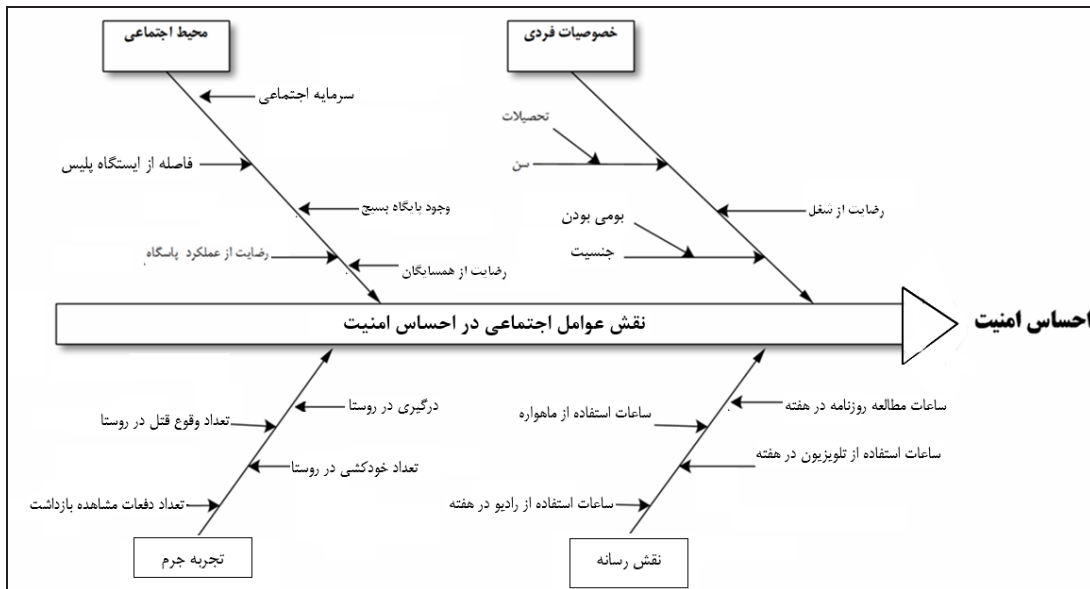 خصوصیات فردی
محیط اجتماعی
سرمایه اجتماعی
تحصیلات
فاصله از ایستگاه پلیس
سن
وجود پایگاه بسیج
رضایت از شغل
بومی بودن
جنسیت
رضایت از عملکرد پاسگاه
رضایت از همسایگان
نقش عوامل اجتماعی در احساس امنیت
احساس امنیت
ساعات مطالعه روزنامه در هفته
ساعات استفاده از ماهواره
درگیری در روستا
تعداد وقوع قتل در روستا
ساعات استفاده از تلویزیون در هفته
تعداد خودکشی در روستا
ساعات استفاده از رادیو در هفته
تعداد دفعات مشاهده بازداشت
نقش رسانه
تجربه جرم